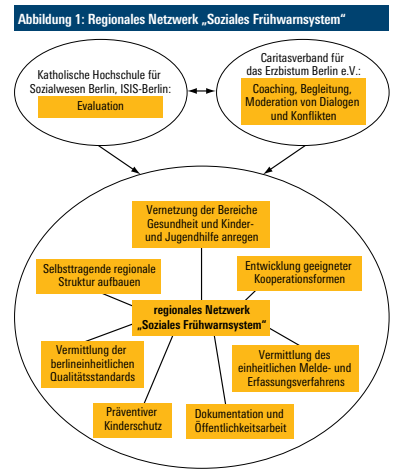 Abbildung 1: Regionales Netzwerk „Soziales Frühwarnsystem“
Katholische Hochschule für
Sozialwesen Berlin, ISIS-Berlin:
Evaluation
Caritasverband für
das Erzbistum Berlin e.V.:
Coaching, Begleitung,
Moderation von Dialogen
und Konflikten
Vernetzung der Bereiche
Gesundheit und Kinder-
und Jugendhilfe anregen
Selbsttragende regionale
Struktur aufbauen
Entwicklung geeigneter
Kooperationsformen
regionales Netzwerk
„Soziales Frühwarnsystem“
Vermittlung der
berlineinheitlichen
Qualitätsstandards
Vermittlung des
einheitlichen Melde- und
Erfassungsverfahrens
Präventiver
Kinderschutz
Dokumentation und
Öffentlichkeitsarbeit